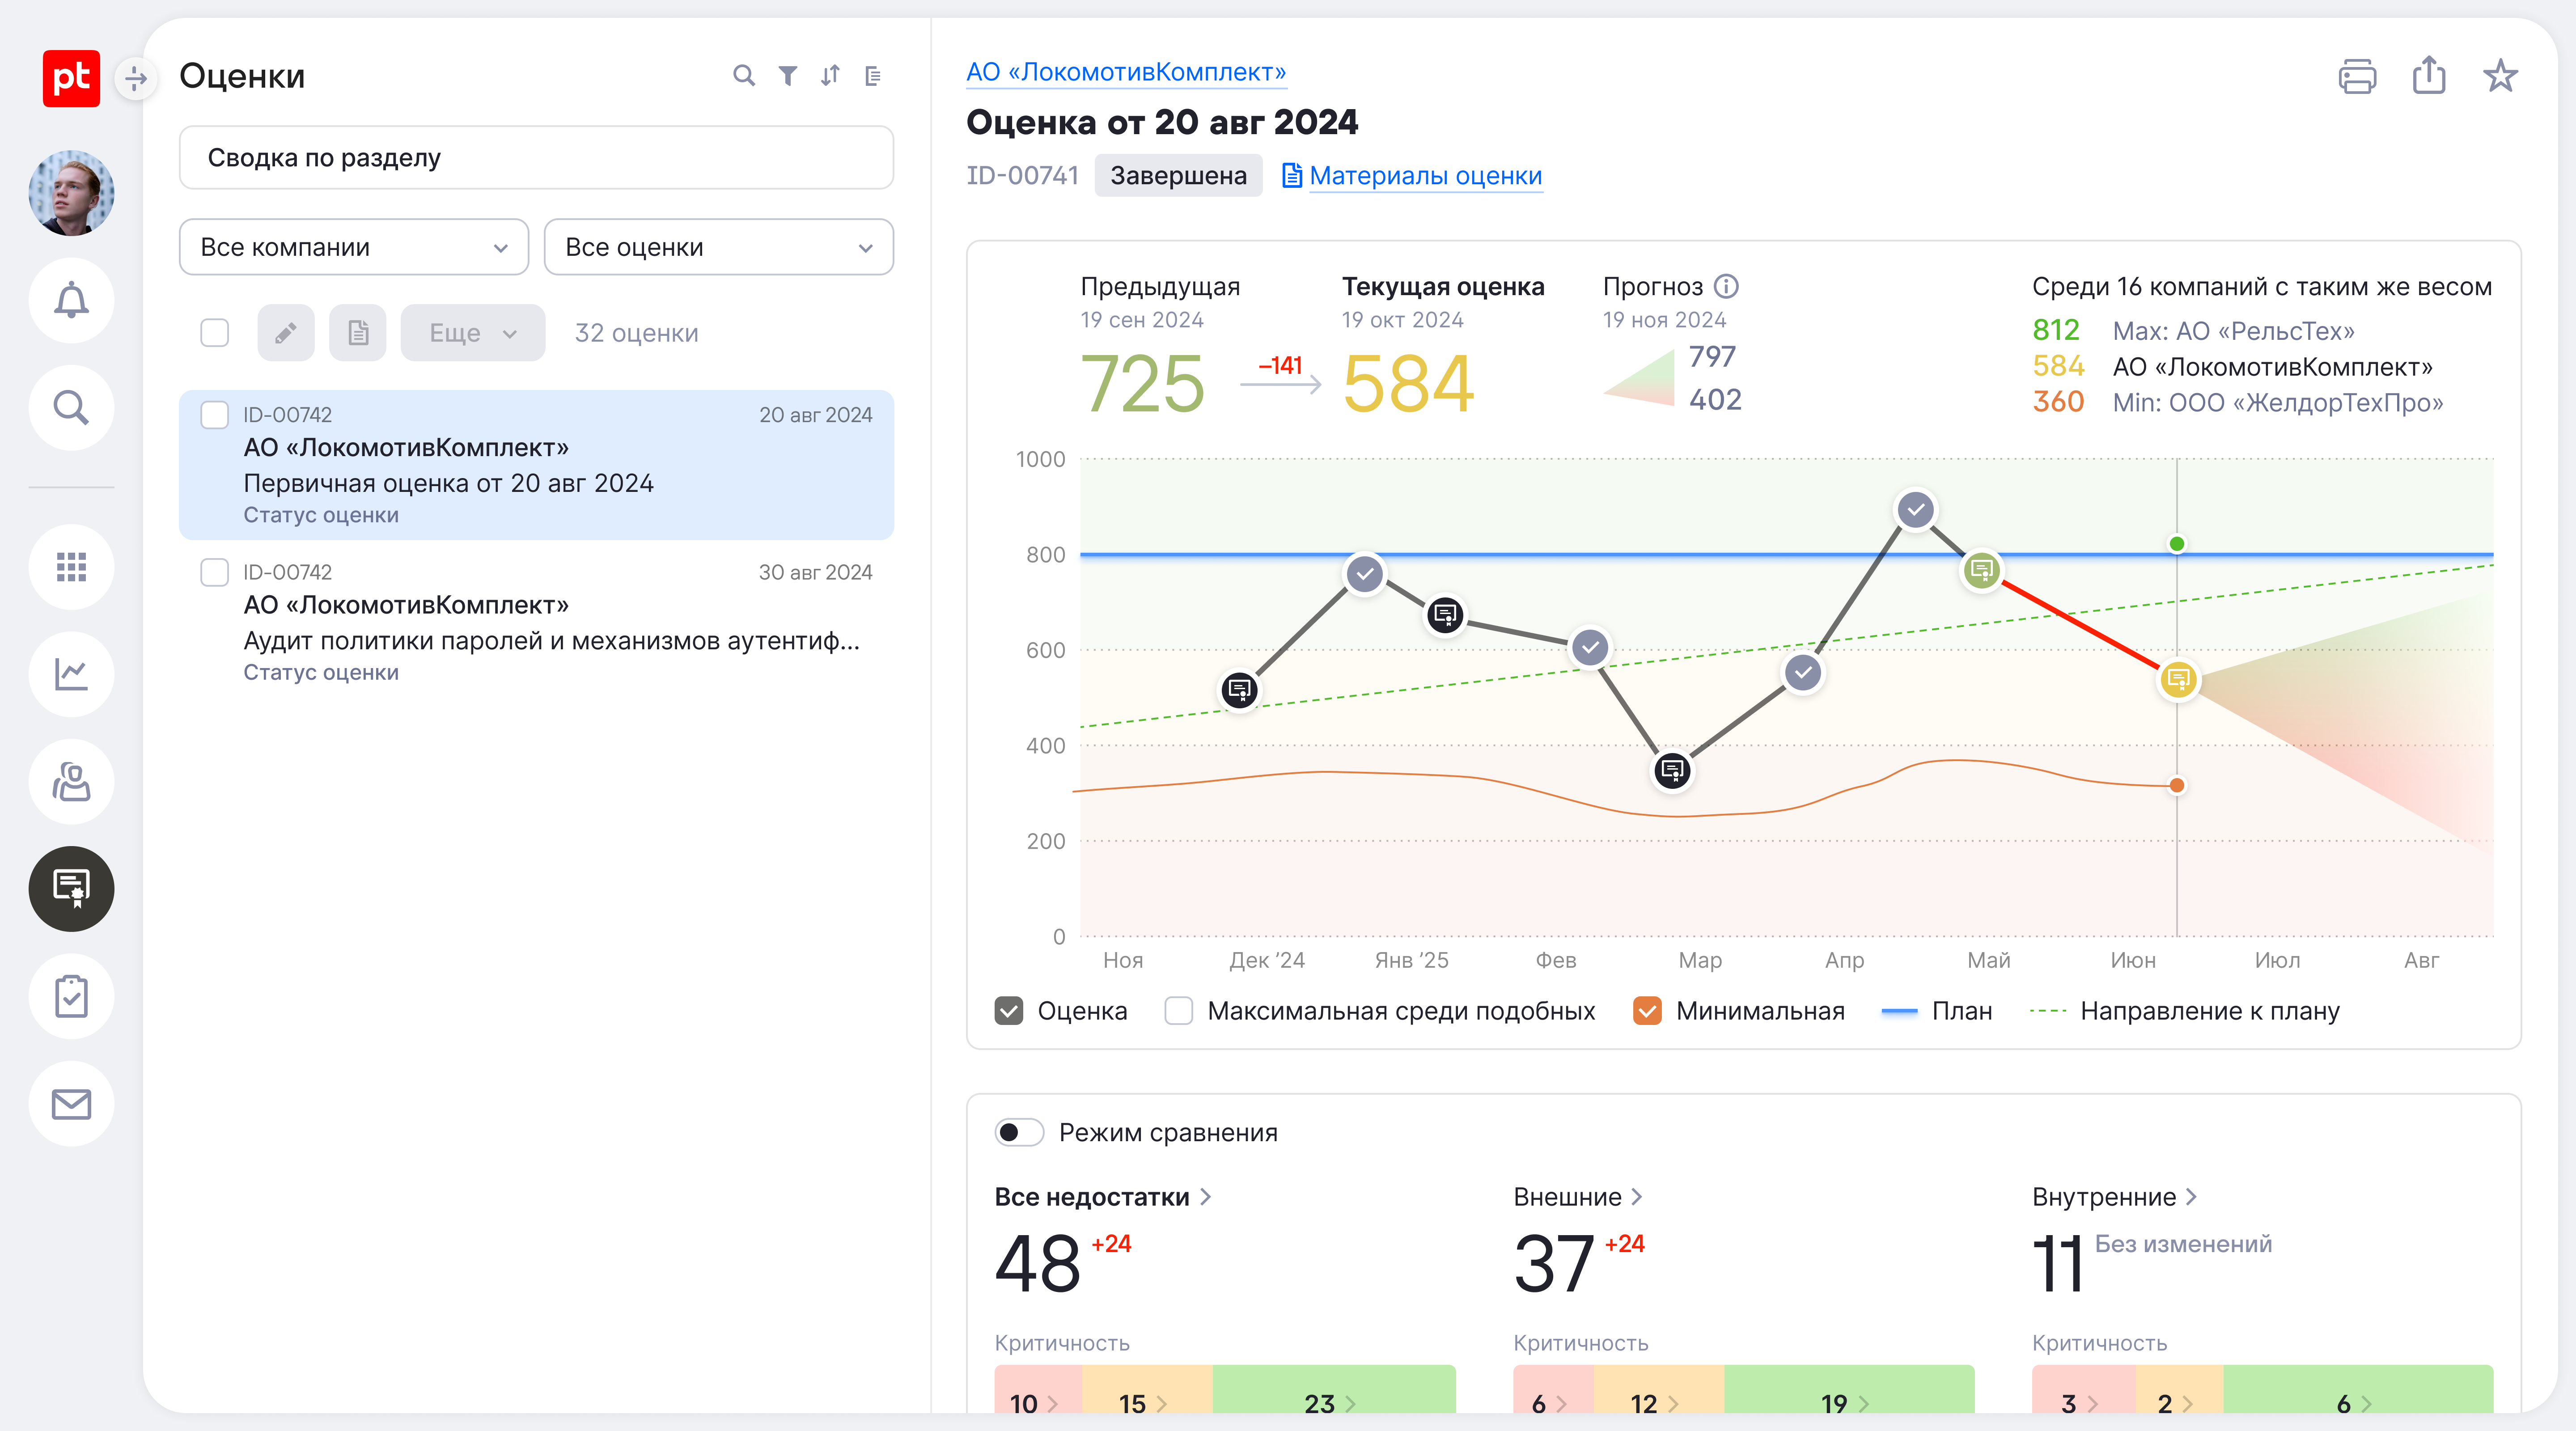 pt
Оценки
Сводка по разделу
Все компании
Все оценки
Еще
32 оценки
ID-00742
20 авг 2024
АО «ЛокомотивКомплект»
Первичная оценка от 20 авг 2024
Статус оценки
ID-00742
30 авг 2024
АО «ЛокомотивКомплект»
Аудит политики паролей и механизмов аутентиф...
Статус оценки
АО «ЛокомотивКомплект»
Оценка от 20 авг 2024
ID-00741 Завершена Материалы оценки
Предыдущая
19 сен 2024
725
–141
Текущая оценка
19 окт 2024
584
Прогноз
19 ноя 2024
797
402
Среди 16 компаний с таким же весом
812 Max: АО «РельсТех»
584 АО «ЛокомотивКомплект»
360 Min: ООО «ЖелдорТехПро»
1000
800
600
400
200
0
Ноя Дек ’24 Янв ’25 Фев Мар Апр Май Июн Июл Авг
Оценка Максимальная среди подобных Минимальная План Направление к плану
Режим сравнения
Все недостатки
48 +24
Критичность
10 15 23
Внешние
37 +24
Критичность
6 12 19
Внутренние
11 Без изменений
Критичность
3 2 6